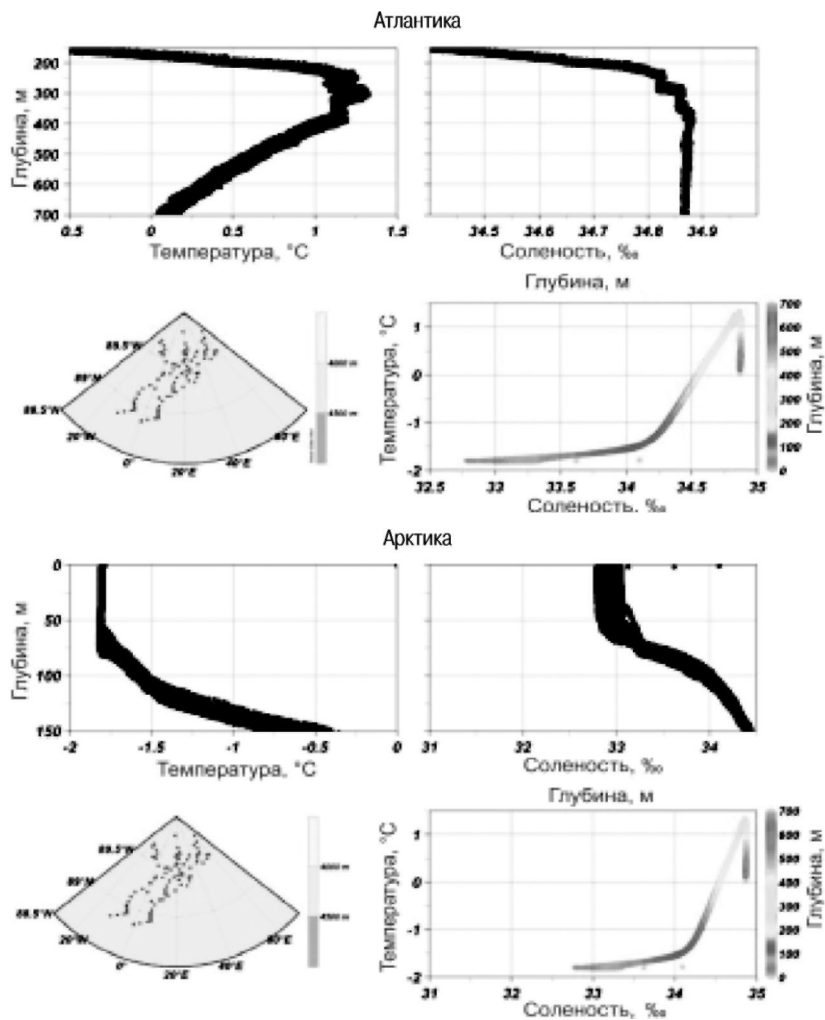 Атлантика
200
300
400
500
600
700
Глубина, м
0.5 0 0.5 1 1.5
Температура, °C
34.5 34.6 34.7 34.8 34.9
Соленость, ‰
89.5°N
89°N
88.5°N
20°W
0°
20°E
40°E
60°E
4000 m
Глубина, м
1
0
-1
-2
Температура, °C
32.5 33 33.5 34 34.5 35
Соленость. ‰
700
600
500
400
300
200
100
0
Глубина, м
Арктика
0
50
100
150
Глубина, м
-2 -1.5 -1 -0.5 0
Температура, °C
31 32 33 34
Соленость, ‰
89.5°N
89°N
88.5°N
20°W
0°
20°E
40°E
60°E
4000 m
Глубина, м
1
0
-1
-2
Температура, °C
31 32 33 34 35
Соленость, ‰
700
600
500
400
300
200
100
0
Глубина, м